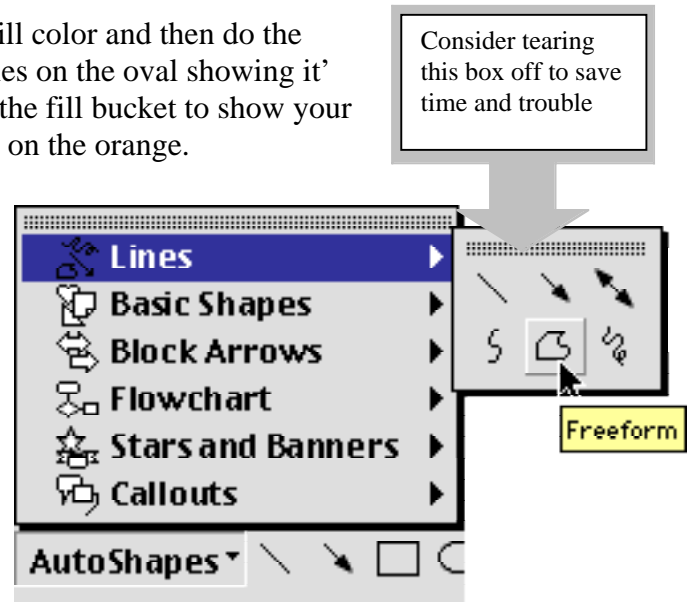 ill color and then do the
es on the oval showing it'
the fill bucket to show your
on the orange.
Consider tearing
this box off to save
time and trouble
Lines
Basic Shapes
Block Arrows
Flowchart
Stars and Banners
Callouts
Freeform
AutoShapes